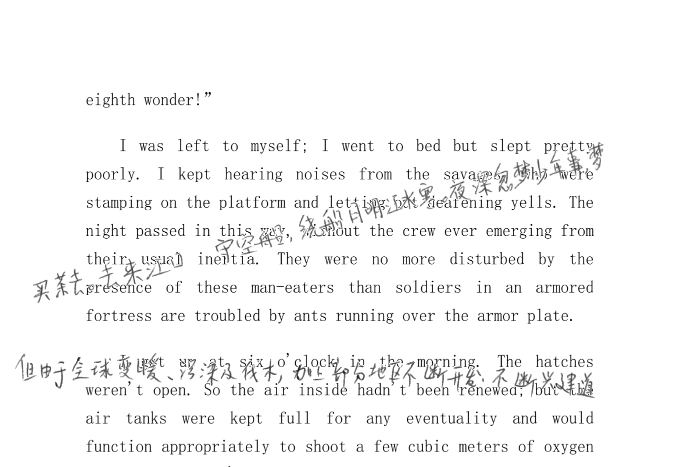 eighth wonder!”
I was left to myself; I went to bed but slept pretty
poorly. I kept hearing noises from the savages, who were
stamping on the platform and letting out deafening yells. The
night passed in this way, without the crew ever emerging from
their usual inertia. They were no more disturbed by the
presence of these man-eaters than soldiers in an armored
fortress are troubled by ants running over the armor plate.
I got up at six o'clock in the morning. The hatches
weren't open. So the air inside hadn't been renewed; but the
air tanks were kept full for any eventuality and would
function appropriately to shoot a few cubic meters of oxygen
买茶去。去来江口
守空船,绕船月明江水寒。夜深忽梦少年事,梦
但由于全球变暖、污染及伐木,加上部分地区不断开发,不断兴建道